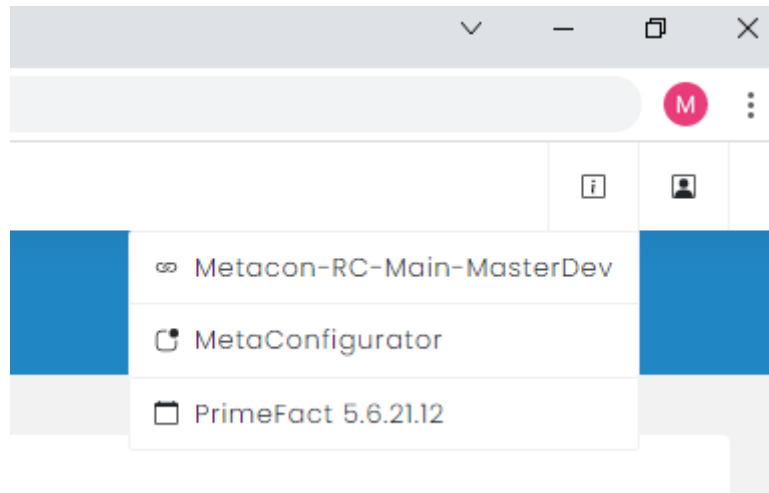 M
i
Metacon-RC-Main-MasterDev
MetaConfigurator
PrimeFact 5.6.21.12